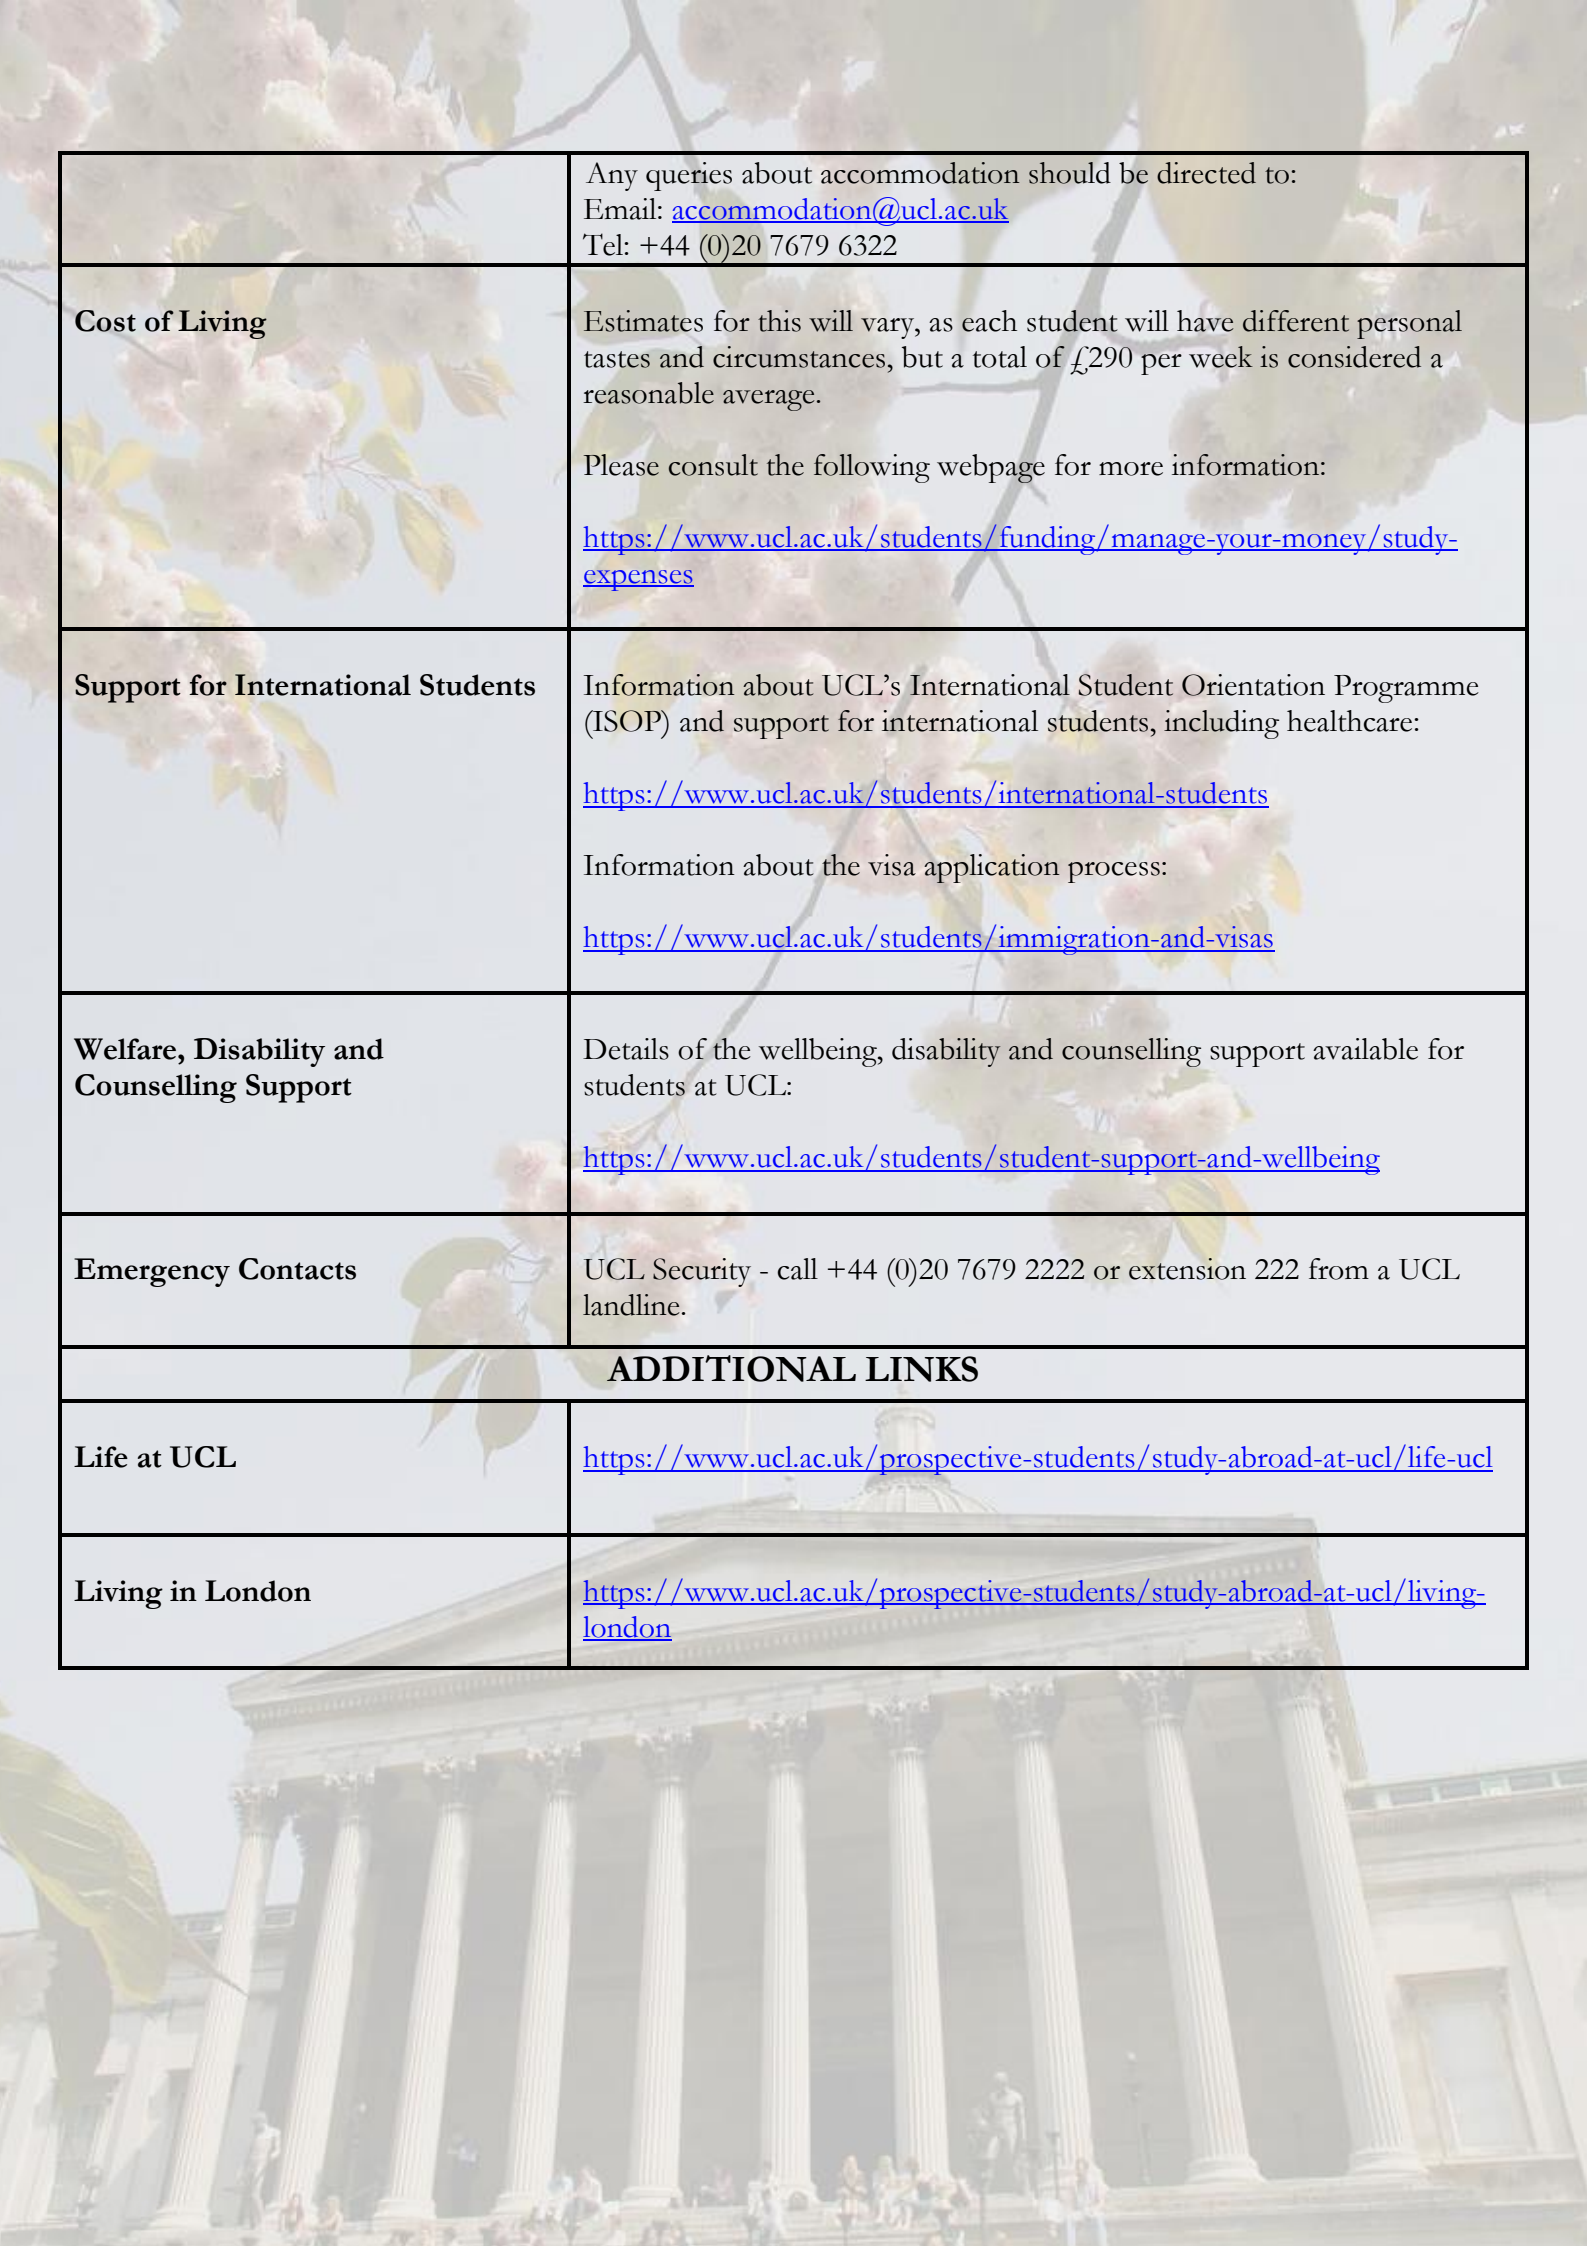 Any queries about accommodation should be directed to:
Email: accommodation@ucl.ac.uk
Tel: +44 (0)20 7679 6322
Cost of Living
Estimates for this will vary, as each student will have different personal
tastes and circumstances, but a total of £290 per week is considered a
reasonable average.
Please consult the following webpage for more information:
https://www.ucl.ac.uk/students/funding/manage-your-money/study-
expenses
Support for International Students
Information about UCL’s International Student Orientation Programme
(ISOP) and support for international students, including healthcare:
https://www.ucl.ac.uk/students/international-students
Information about the visa application process:
https://www.ucl.ac.uk/students/immigration-and-visas
Welfare, Disability and
Counselling Support
Details of the wellbeing, disability and counselling support available for
students at UCL:
https://www.ucl.ac.uk/students/student-support-and-wellbeing
Emergency Contacts
UCL Security - call +44 (0)20 7679 2222 or extension 222 from a UCL
landline.
ADDITIONAL LINKS
Life at UCL
https://www.ucl.ac.uk/prospective-students/study-abroad-at-ucl/life-ucl
Living in London
https://www.ucl.ac.uk/prospective-students/study-abroad-at-ucl/living-
london